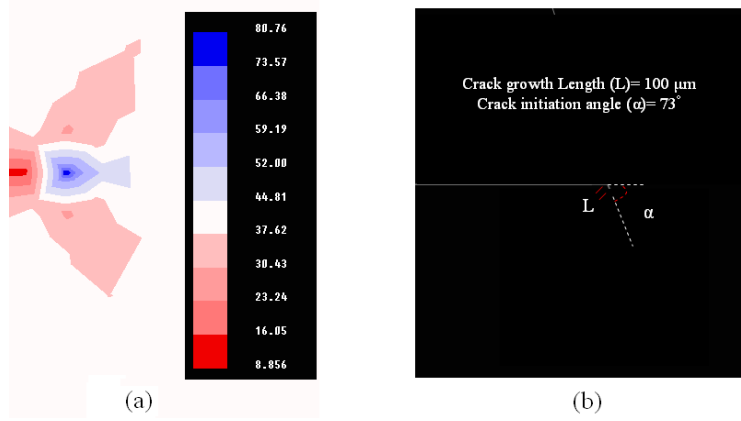 80.76
73.57
66.38
59.19
52.00
44.81
37.62
30.43
23.24
16.05
8.856
(a)
Crack growth Length (L)= 100 μm
Crack initiation angle (α)= 73°
L
α
(b)